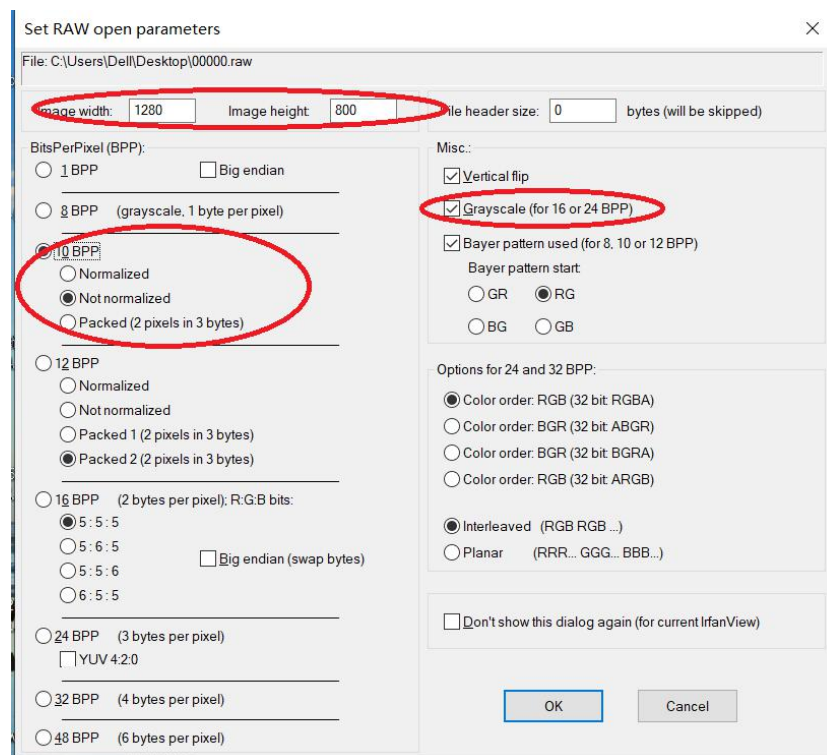 Set RAW open parameters
File: C:\Users\Dell\Desktop\00000.raw
Image width: 1280 Image height: 800
File header size: 0 bytes (will be skipped)
BitsPerPixel (BPP):
1 BPP Big endian
8 BPP (grayscale, 1 byte per pixel)
10 BPP
Normalized
Not normalized
Packed (2 pixels in 3 bytes)
12 BPP
Normalized
Not normalized
Packed 1 (2 pixels in 3 bytes)
Packed 2 (2 pixels in 3 bytes)
16 BPP (2 bytes per pixel); R:G:B bits:
5 : 5 : 5
5 : 6 : 5
5 : 5 : 6
6 : 5 : 5
Big endian (swap bytes)
24 BPP (3 bytes per pixel)
YUV 4:2:0
32 BPP (4 bytes per pixel)
48 BPP (6 bytes per pixel)
Misc.:
Vertical flip
Grayscale (for 16 or 24 BPP)
Bayer pattern used (for 8, 10 or 12 BPP)
Bayer pattern start:
GR RG
BG GB
Options for 24 and 32 BPP:
Color order: RGB (32 bit: RGBA)
Color order: BGR (32 bit: ABGR)
Color order: BGR (32 bit: BGRA)
Color order: RGB (32 bit: ARGB)
Interleaved (RGB RGB ...)
Planar (RRR... GGG... BBB...)
Don't show this dialog again (for current IrfanView)
OK Cancel